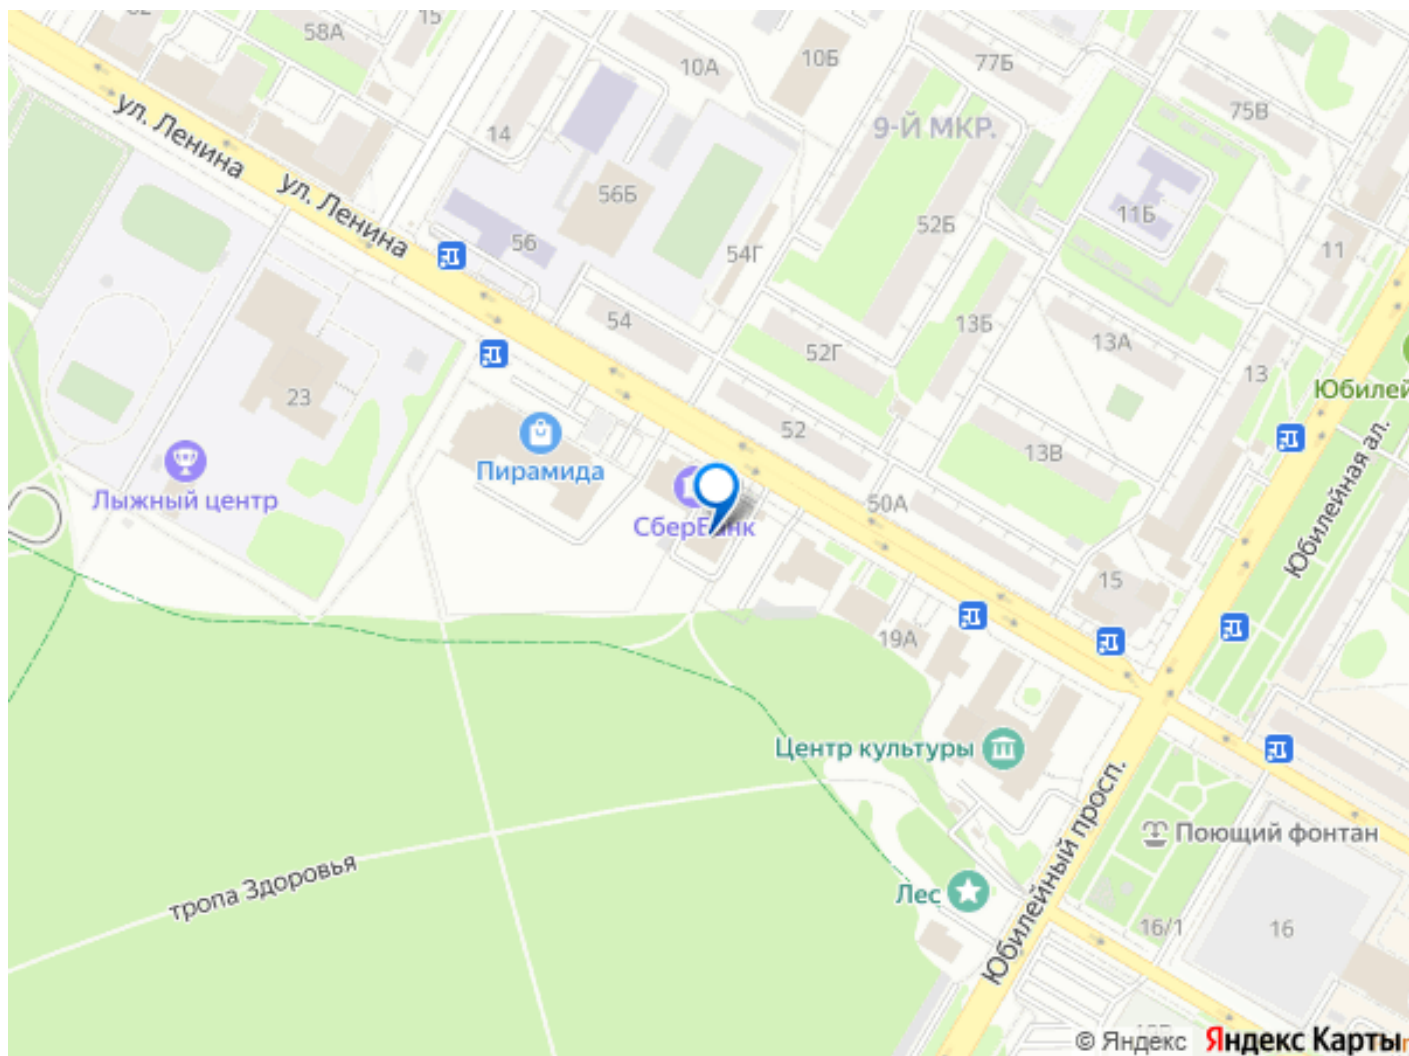 58А
15
10А
10Б
77Б
75В
ул. Ленина
ул. Ленина
14
9-Й МКР.
56Б
11Б
56
54Г
52Б
11
54
52Г
13Б
13А
13
Юбилей
23
52
13В
Юбилейная ал.
Пирамида
Лыжный центр
СберБанк
50А
15
19А
Центр культуры
Юбилейный просп.
Поющий фонтан
тропа Здоровья
Лес
16/1
16
© Яндекс Яндекс Карты